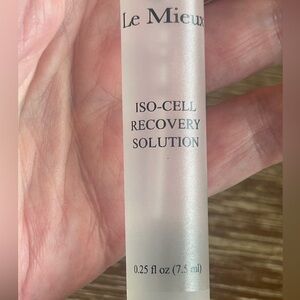 Le Mieux
ISO-CELL
RECOVERY
SOLUTION
0.25 fl oz (7.5 ml)